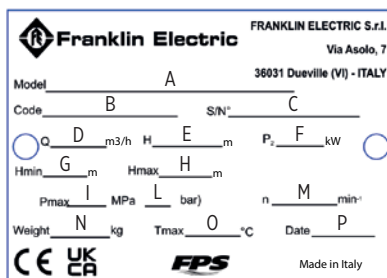 Franklin Electric
FRANKLIN ELECTRIC S.r.l.
Via Asolo, 7
36031 Dueville (VI) - ITALY
Model A
Code B S/N° C
Q D m3/h H E m P₂ F kW
Hmin G m Hmax H m
Pmax I MPa L bar) n M min⁻¹
Weight N kg Tmax O °C Date P
CE UK CA FPS Made in Italy